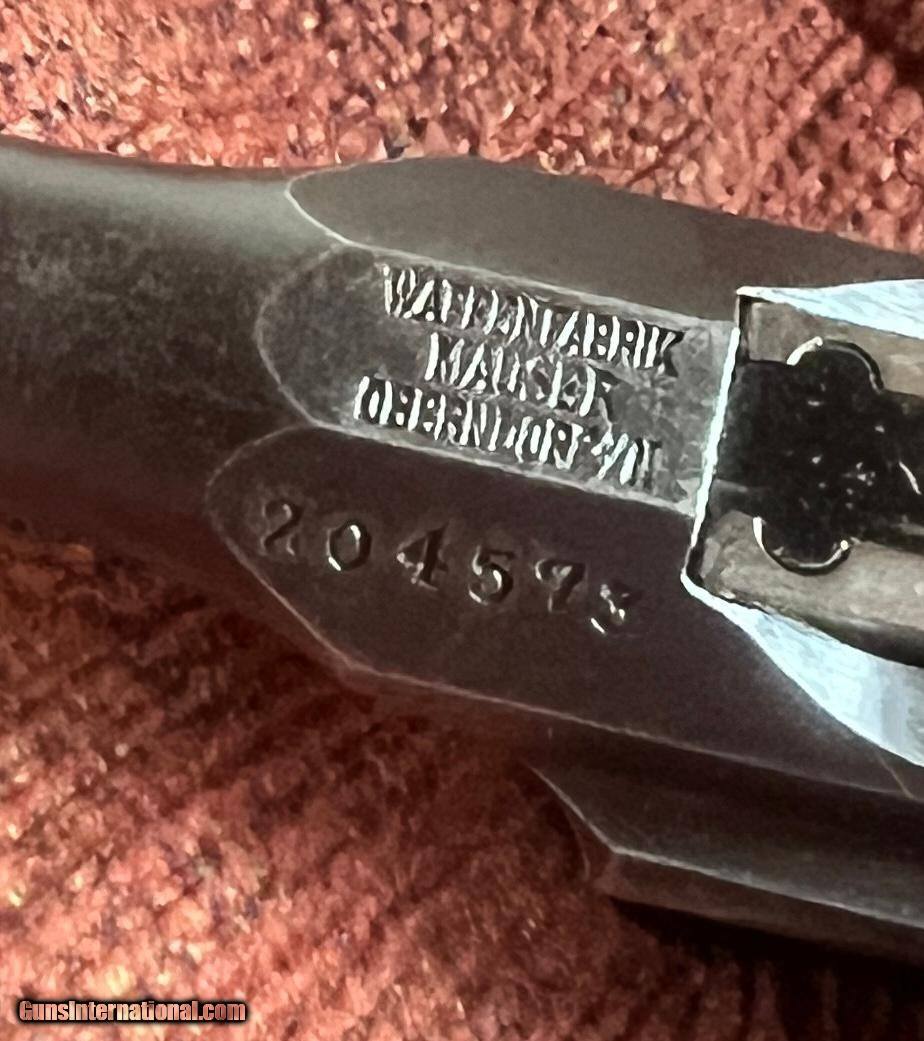 WAFFENFABRIK
MAUSER
OBERNDORF A/N
204573
GunsInternational.com